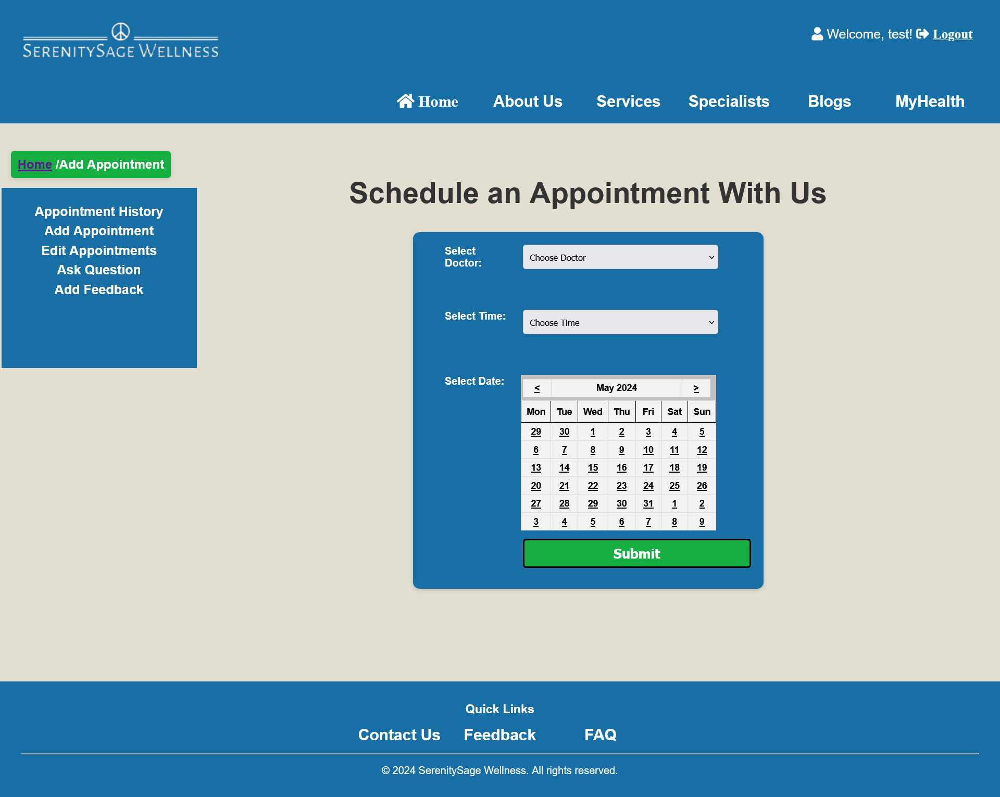 SERENITYSAGE WELLNESS
Welcome, test! Logout
Home About Us Services Specialists Blogs MyHealth
Home /Add Appointment
Appointment History
Add Appointment
Edit Appointments
Ask Question
Add Feedback
Schedule an Appointment With Us
Select
Doctor:
Choose Doctor
Select Time:
Choose Time
Select Date:
< May 2024 >
Mon Tue Wed Thu Fri Sat Sun
29 30 1 2 3 4 5
6 7 8 9 10 11 12
13 14 15 16 17 18 19
20 21 22 23 24 25 26
27 28 29 30 31 1 2
3 4 5 6 7 8 9
Submit
Quick Links
Contact Us Feedback FAQ
© 2024 SerenitySage Wellness. All rights reserved.